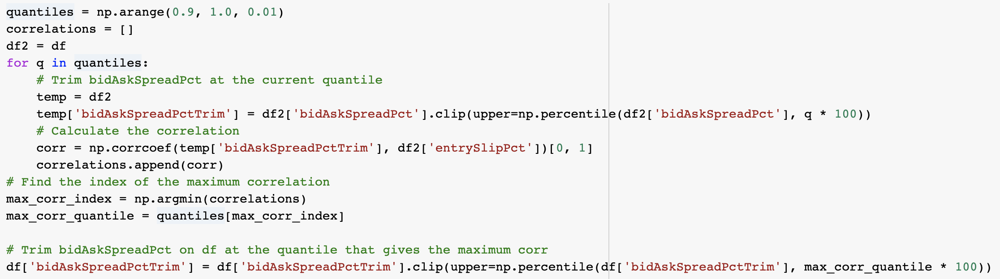 quantiles = np.arange(0.9, 1.0, 0.01)
correlations = []
df2 = df
for q in quantiles:
    # Trim bidAskSpreadPct at the current quantile
    temp = df2
    temp['bidAskSpreadPctTrim'] = df2['bidAskSpreadPct'].clip(upper=np.percentile(df2['bidAskSpreadPct'], q * 100))
    # Calculate the correlation
    corr = np.corrcoef(temp['bidAskSpreadPctTrim'], df2['entrySlipPct'])[0, 1]
    correlations.append(corr)
# Find the index of the maximum correlation
max_corr_index = np.argmin(correlations)
max_corr_quantile = quantiles[max_corr_index]

# Trim bidAskSpreadPct on df at the quantile that gives the maximum corr
df['bidAskSpreadPctTrim'] = df['bidAskSpreadPctTrim'].clip(upper=np.percentile(df['bidAskSpreadPctTrim'], max_corr_quantile * 100))